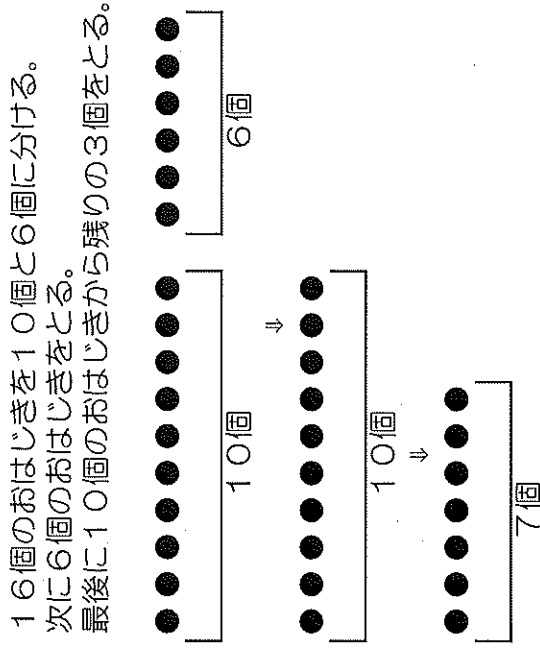 16個のおはじきを10個と6個に分ける。
次に6個のおはじきをとる。
最後に10個のおはじきから残りの3個をとる。
10個
6個
⇒
10個
⇒
7個